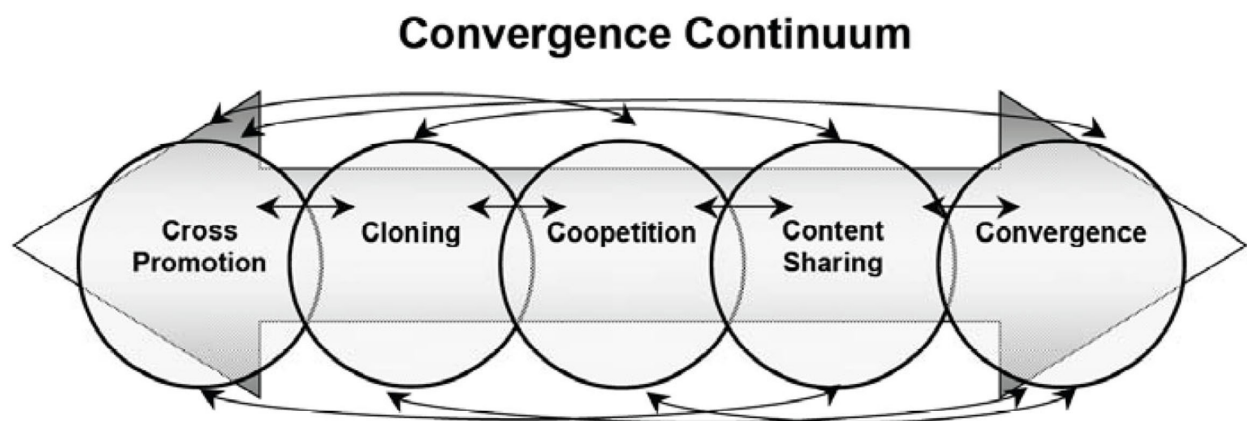 Convergence Continuum
Cross
Promotion
Cloning
Coopetition
Content
Sharing
Convergence